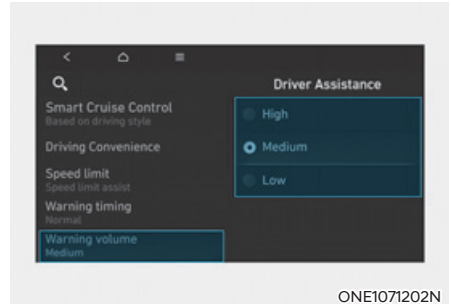 Driver Assistance
Smart Cruise Control
Based on driving style
Driving Convenience
Speed limit
Speed limit assist
Warning timing
Normal
Warning volume
Medium
High
Medium
Low
ONE1071202N